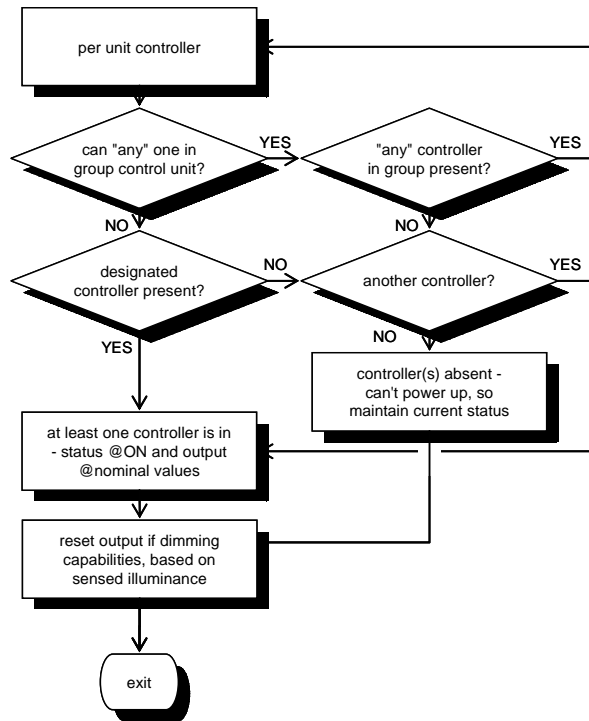 per unit controller
can "any" one in
group control unit?
YES
"any" controller
in group present?
YES
NO
NO
designated
controller present?
NO
another controller?
YES
YES
NO
controller(s) absent -
can't power up, so
maintain current status
at least one controller is in
- status @ON and output
@nominal values
reset output if dimming
capabilities, based on
sensed illuminance
exit